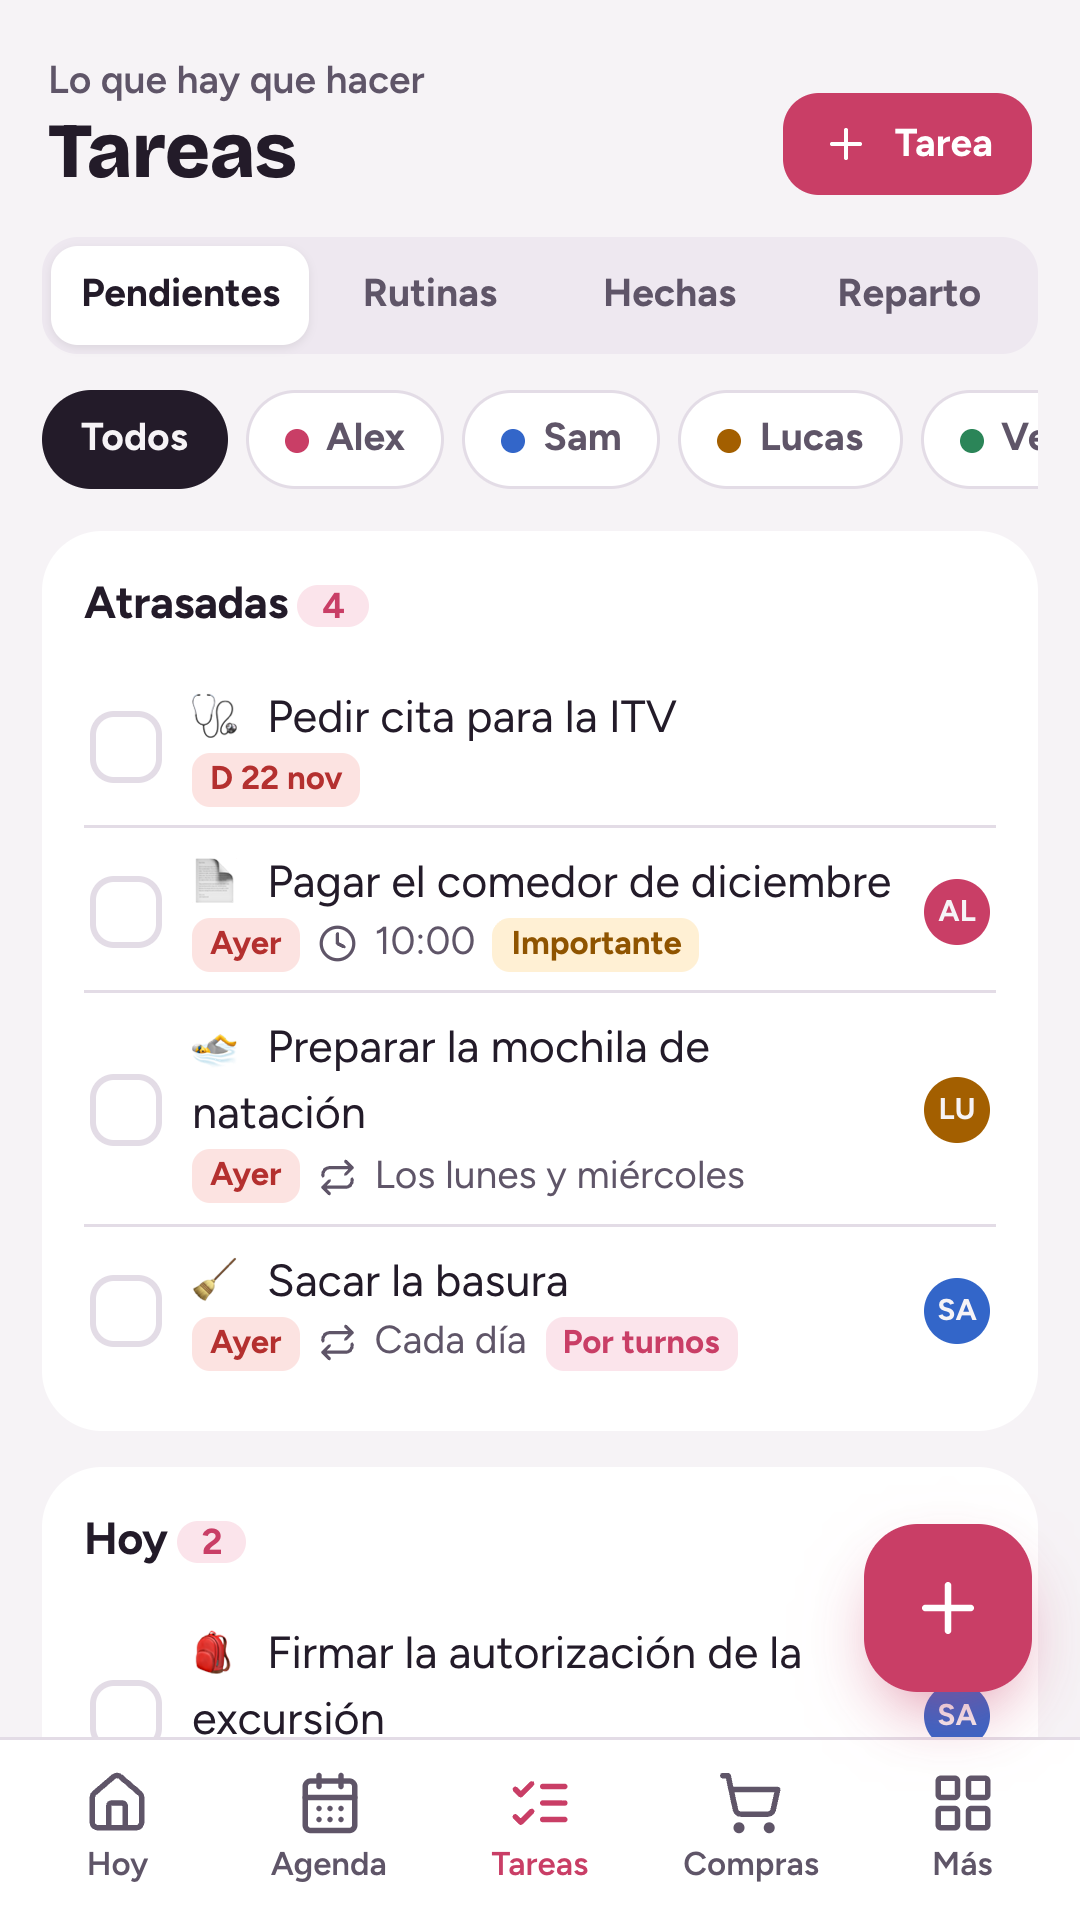 Lo que hay que hacer
Tareas
Tarea
Pendientes Rutinas Hechas Reparto
Todos Alex Sam Lucas
Atrasadas 4
Pedir cita para la ITV
D 22 nov
Pagar el comedor de diciembre AL
Ayer 10:00 Importante
Preparar la mochila de
natación LU
Ayer Los lunes y miércoles
Sacar la basura SA
Ayer Cada día Por turnos
Hoy 2
Firmar la autorización de la
excursión SA
Hoy Agenda Tareas Compras Más